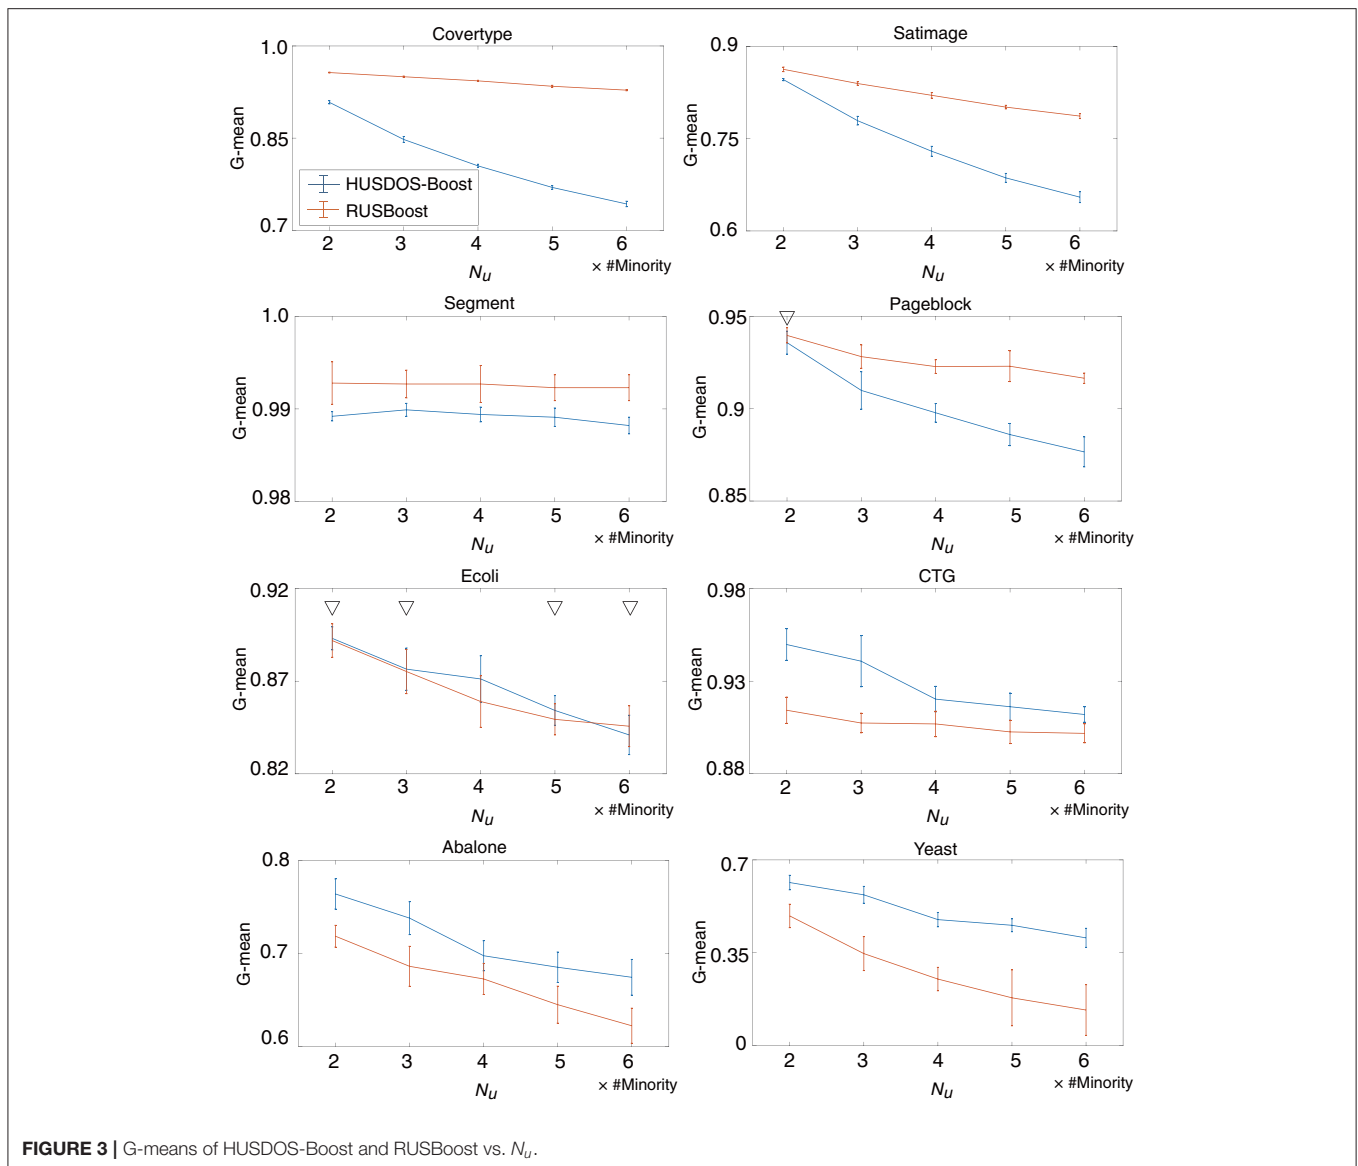 Covertype
1.0
0.85
0.7
G-mean
HUSDOS-Boost
RUSBoost
2 3 4 5 6
Nu
× #Minority
Satimage
0.9
0.75
0.6
G-mean
2 3 4 5 6
Nu
× #Minority
Segment
1.0
0.99
0.98
G-mean
2 3 4 5 6
Nu
× #Minority
Pageblock
0.95
0.9
0.85
G-mean
2 3 4 5 6
Nu
× #Minority
Ecoli
0.92
0.87
0.82
G-mean
2 3 4 5 6
Nu
× #Minority
CTG
0.98
0.93
0.88
G-mean
2 3 4 5 6
Nu
× #Minority
Abalone
0.8
0.7
0.6
G-mean
2 3 4 5 6
Nu
× #Minority
Yeast
0.7
0.35
0
G-mean
2 3 4 5 6
Nu
× #Minority
FIGURE 3 | G-means of HUSDOS-Boost and RUSBoost vs. Nu.